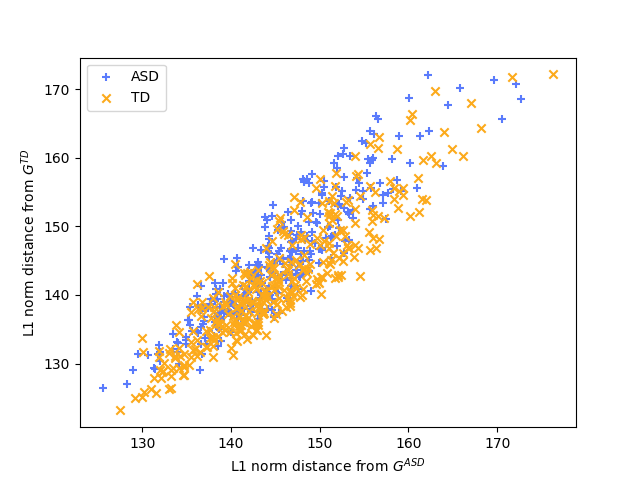 ASD
TD
170
160
150
140
130
L1 norm distance from G^{TD}
130 140 150 160 170
L1 norm distance from G^{ASD}